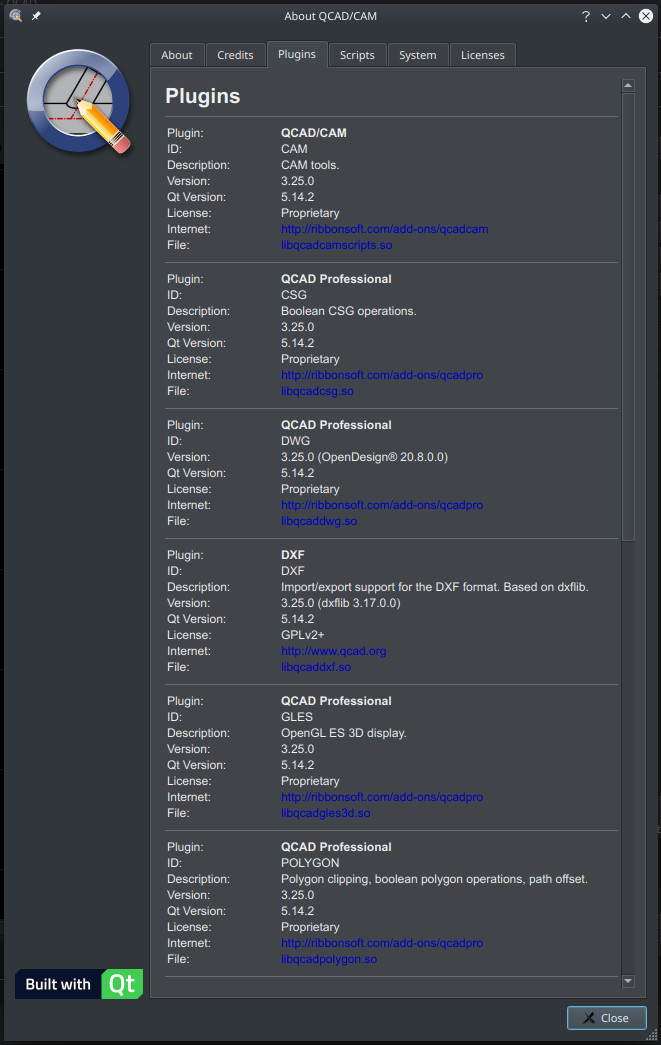 About QCAD/CAM
About Credits Plugins Scripts System Licenses
Plugins
Plugin: QCAD/CAM
ID: CAM
Description: CAM tools.
Version: 3.25.0
Qt Version: 5.14.2
License: Proprietary
Internet: http://ribbonsoft.com/add-ons/qcadcam
File: libqcadcamscripts.so
Plugin: QCAD Professional
ID: CSG
Description: Boolean CSG operations.
Version: 3.25.0
Qt Version: 5.14.2
License: Proprietary
Internet: http://ribbonsoft.com/add-ons/qcadpro
File: libqcadcsg.so
Plugin: QCAD Professional
ID: DWG
Version: 3.25.0 (OpenDesign® 20.8.0.0)
Qt Version: 5.14.2
License: Proprietary
Internet: http://ribbonsoft.com/add-ons/qcadpro
File: libqcaddwg.so
Plugin: DXF
ID: DXF
Description: Import/export support for the DXF format. Based on dxflib.
Version: 3.25.0 (dxflib 3.17.0.0)
Qt Version: 5.14.2
License: GPLv2+
Internet: http://www.qcad.org
File: libqcaddxf.so
Plugin: QCAD Professional
ID: GLES
Description: OpenGL ES 3D display.
Version: 3.25.0
Qt Version: 5.14.2
License: Proprietary
Internet: http://ribbonsoft.com/add-ons/qcadpro
File: libqcadgles3d.so
Plugin: QCAD Professional
ID: POLYGON
Description: Polygon clipping, boolean polygon operations, path offset.
Version: 3.25.0
Qt Version: 5.14.2
License: Proprietary
Internet: http://ribbonsoft.com/add-ons/qcadpro
File: libqcadpolygon.so
Built with Qt
Close